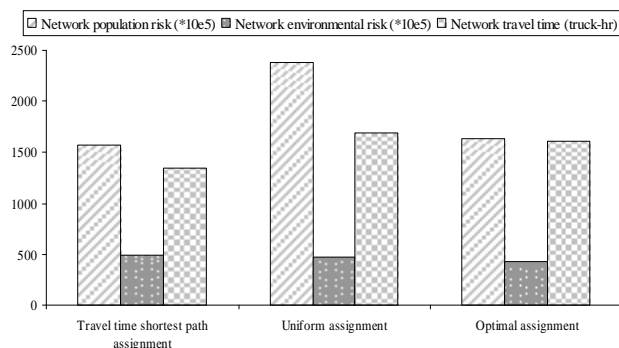 Network population risk (*10e5) Network environmental risk (*10e5) Network travel time (truck-hr)
2500
2000
1500
1000
500
0
Travel time shortest path
assignment
Uniform assignment
Optimal assignment